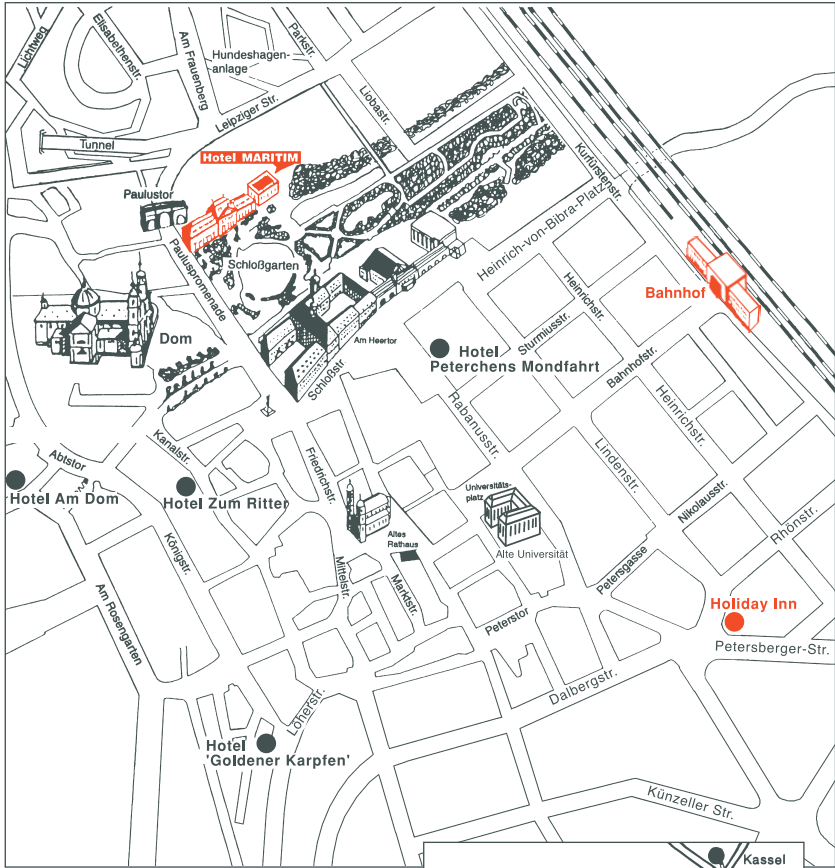 Lichtweg
Elisabethenstr.
Am Frauenberg
Hundeshagen-
anlage
Parkstr.
Leipziger Str.
Liobastr.
Tunnel
Hotel MARITIM
Kurfürstenstr.
Paulustor
Pauluspromenade
Schloßgarten
Heinrich-von-Bibra-Platz
Bahnhof
Dom
Am Heertor
Heinrichstr.
Sturmiusstr.
Hotel
Peterchens Mondfahrt
Schloßstr.
Bahnhofstr.
Rabanusstr.
Heinrichstr.
Lindenstr.
Kanalstr.
Abtstor
Friedrichstr.
Hotel Am Dom
Hotel Zum Ritter
Universitäts-
platz
Nikolausstr.
Rhönstr.
Altes
Rathaus
Alte Universität
Königstr.
Mittelstr.
Marktstr.
Petersgasse
Am Rosengarten
Peterstor
Holiday Inn
Petersberger-Str.
Dalbergstr.
Löherstr.
Hotel
'Goldener Karpfen'
Künzeller Str.
Kassel